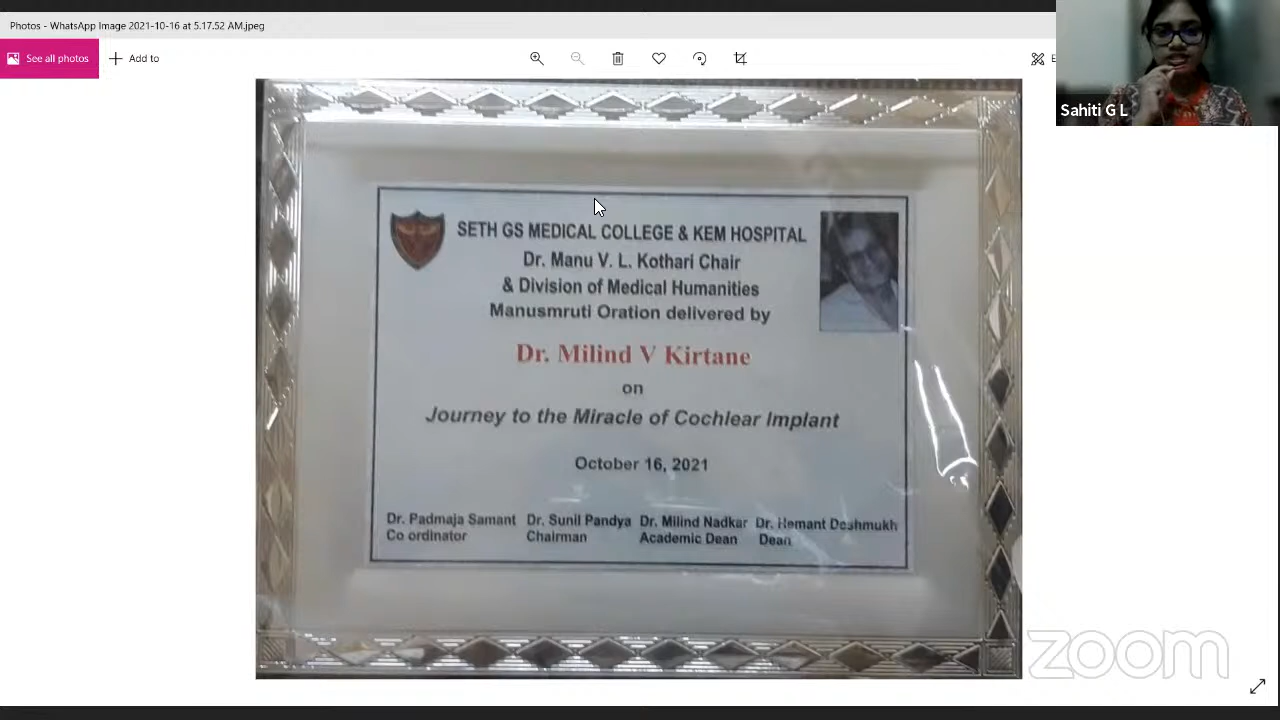 Photos - WhatsApp Image 2021-10-16 at 5.17.52 AM.jpeg
See all photos
Add to
Sahiti G L
SETH GS MEDICAL COLLEGE & KEM HOSPITAL
Dr. Manu V. L. Kothari Chair
& Division of Medical Humanities
Manusmruti Oration delivered by
Dr. Milind V Kirtane
on
Journey to the Miracle of Cochlear Implant
October 16, 2021
Dr. Padmaja Samant Dr. Sunil Pandya Dr. Milind Nadkar Dr. Hemant Deshmukh
Co ordinator Chairman Academic Dean Dean
zoom